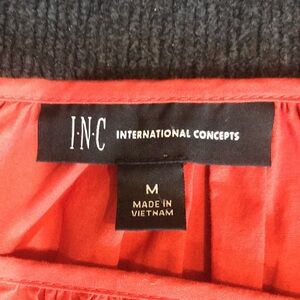 I·N·C INTERNATIONAL CONCEPTS
M
MADE IN
VIETNAM